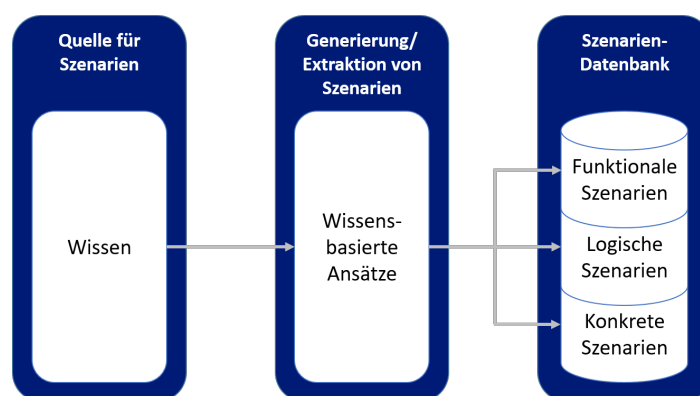 Quelle für
Szenarien
Generierung/
Extraktion von
Szenarien
Szenarien-
Datenbank
Wissen
Wissens-
basierte
Ansätze
Funktionale
Szenarien
Logische
Szenarien
Konkrete
Szenarien